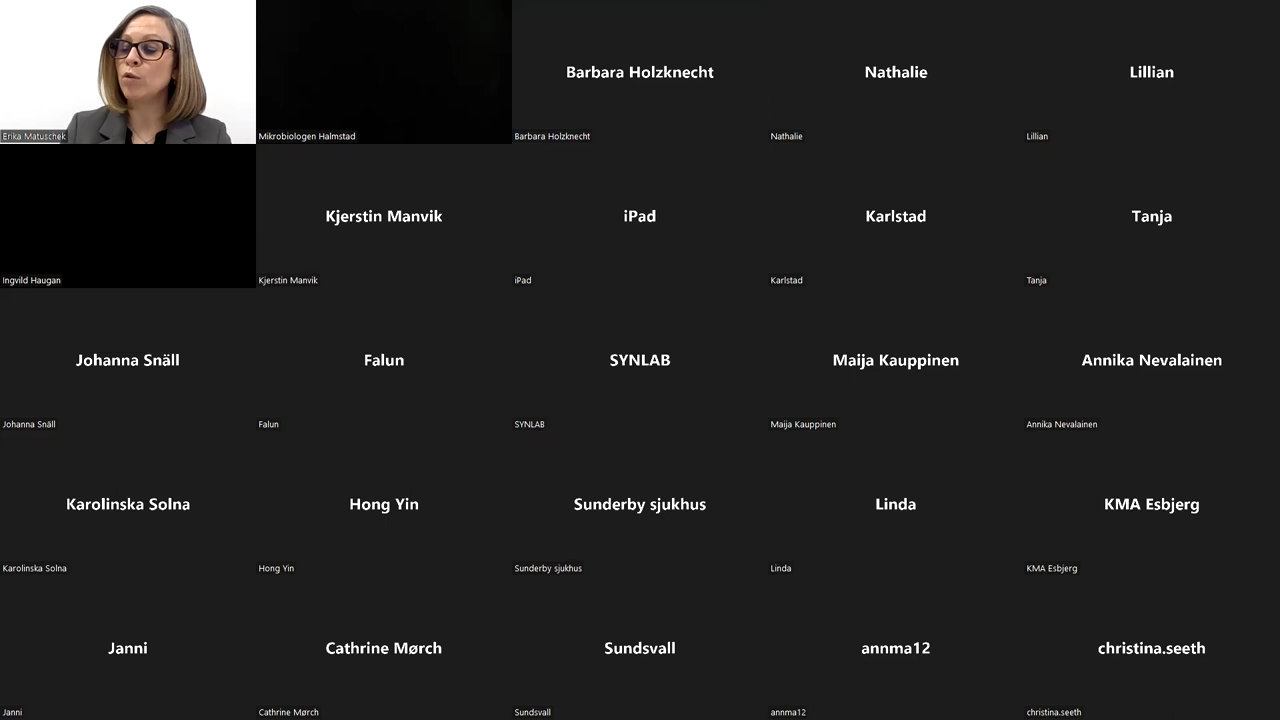 Erika Matuschek
Mikrobiologen Halmstad
Barbara Holzknecht
Barbara Holzknecht
Nathalie
Nathalie
Lillian
Lillian
Ingvild Haugan
Kjerstin Manvik
Kjerstin Manvik
iPad
iPad
Karlstad
Karlstad
Tanja
Tanja
Johanna Snäll
Johanna Snäll
Falun
Falun
SYNLAB
SYNLAB
Maija Kauppinen
Maija Kauppinen
Annika Nevalainen
Annika Nevalainen
Karolinska Solna
Karolinska Solna
Hong Yin
Hong Yin
Sunderby sjukhus
Sunderby sjukhus
Linda
Linda
KMA Esbjerg
KMA Esbjerg
Janni
Janni
Cathrine Mørch
Cathrine Mørch
Sundsvall
Sundsvall
annma12
annma12
christina.seeth
christina.seeth